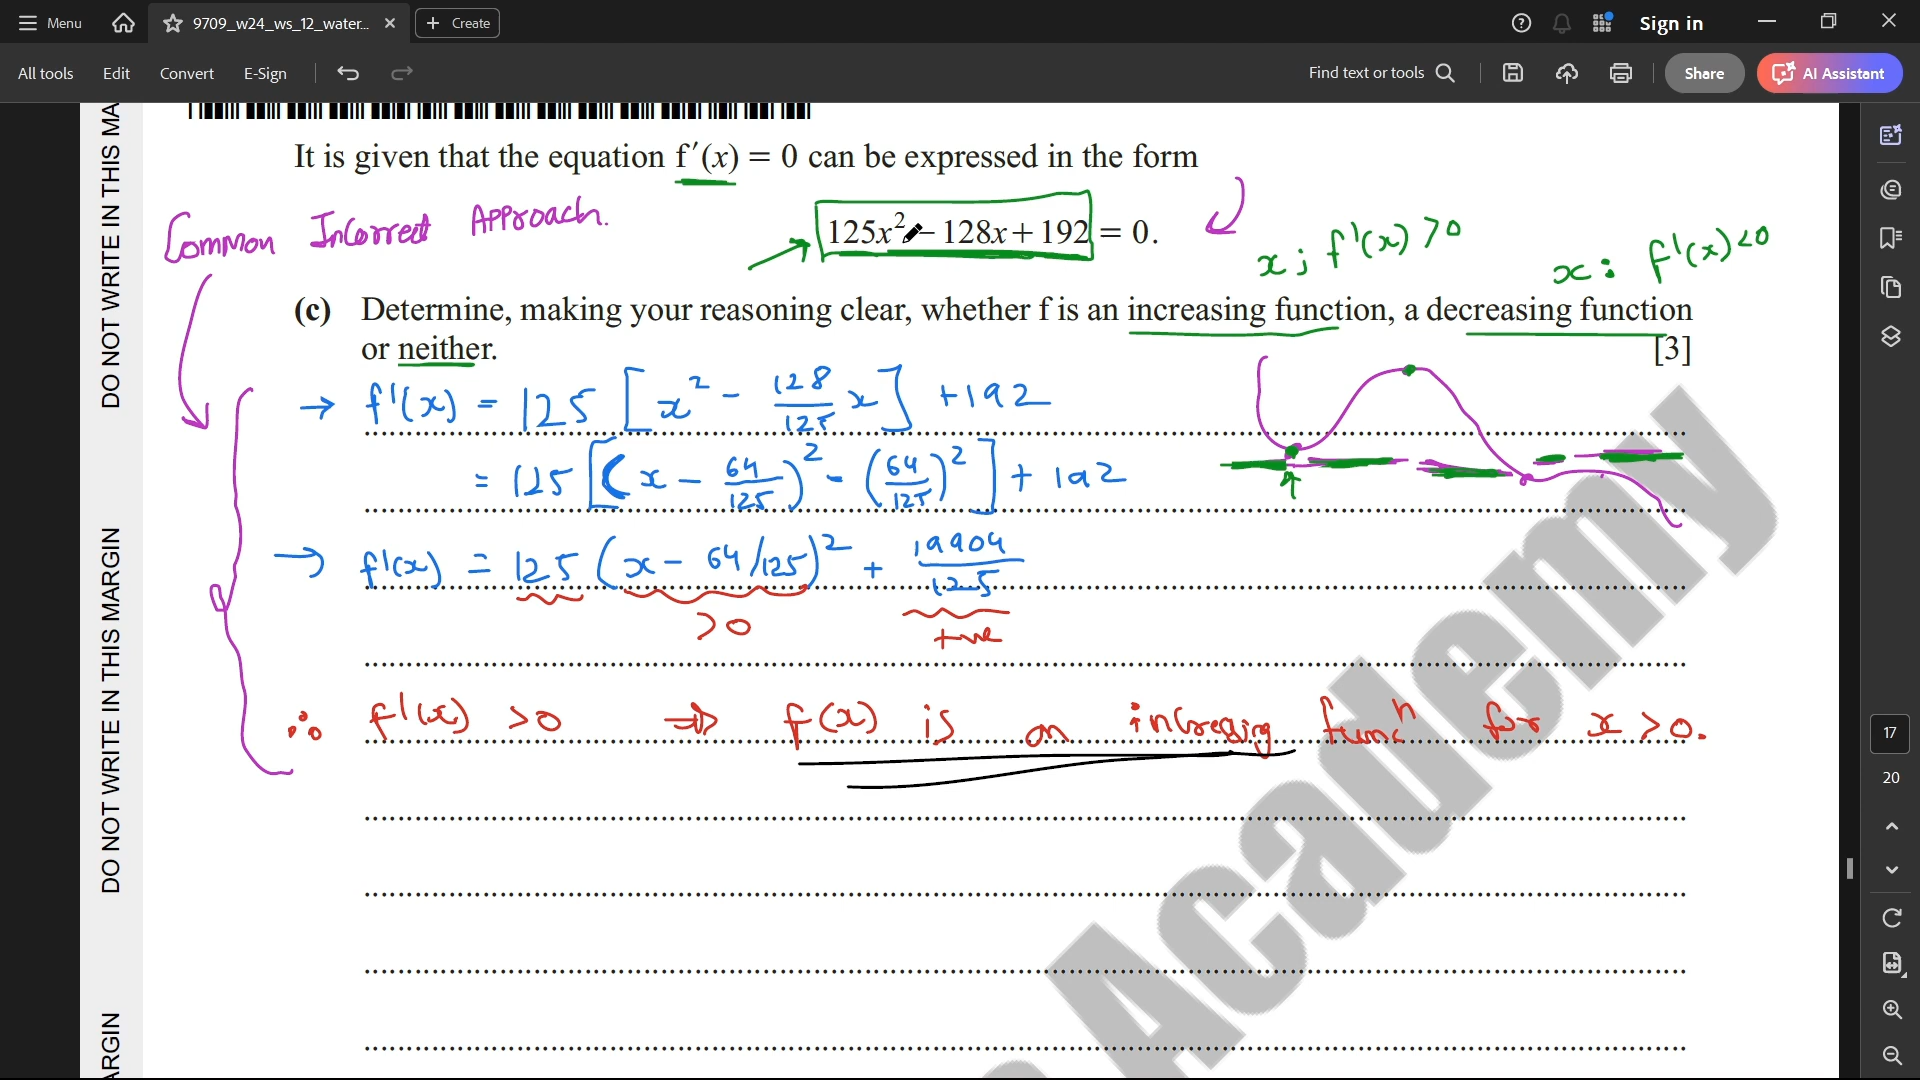 Menu
9709_w24_ws_12_water...
Create
Sign in
All tools
Edit
Convert
E-Sign
Find text or tools
Share
AI Assistant
DO NOT WRITE IN THIS MA
It is given that the equation f′(x) = 0 can be expressed in the form
Common Incorrect Approach.
125x² − 128x + 192 = 0.
x ; f'(x) > 0
x : f'(x) < 0
(c) Determine, making your reasoning clear, whether f is an increasing function, a decreasing function
or neither. [3]
→ f'(x) = 125 [x² − 128/125 x] + 192
= 125 [(x − 64/125)² − (64/125)²] + 192
DO NOT WRITE IN THIS MARGIN
→ f'(x) = 125 (x − 64/125)² + 19904/125
>0
+ve
∴ f'(x) > 0 ⇒ f(x) is an increasing funcⁿ for x > 0.
17
20
ARGIN
Academy